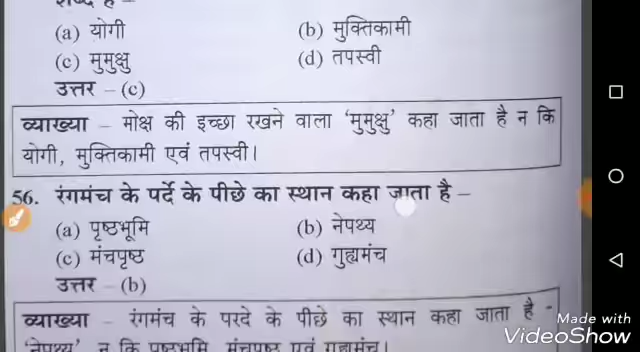 (a) योगी (b) मुक्तिकामी
(c) मुमुक्षु (d) तपस्वी
उत्तर – (c)
व्याख्या – मोक्ष की इच्छा रखने वाला 'मुमुक्षु' कहा जाता है न कि
योगी, मुक्तिकामी एवं तपस्वी।
56. रंगमंच के पर्दे के पीछे का स्थान कहा जाता है –
(a) पृष्ठभूमि (b) नेपथ्य
(c) मंचपृष्ठ (d) गुह्यमंच
उत्तर – (b)
व्याख्या – रंगमंच के परदे के पीछे का स्थान कहा जाता है -
'नेपथ्य' न कि पृष्ठभूमि मंचपृष्ठ एवं गुह्यमंच।
Made with
VideoShow